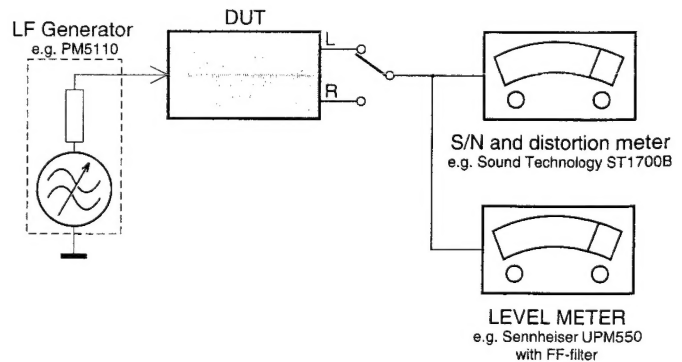 LF Generator
e.g. PM5110
DUT
L
R
S/N and distortion meter
e.g. Sound Technology ST1700B
LEVEL METER
e.g. Sennheiser UPM550
with FF-filter